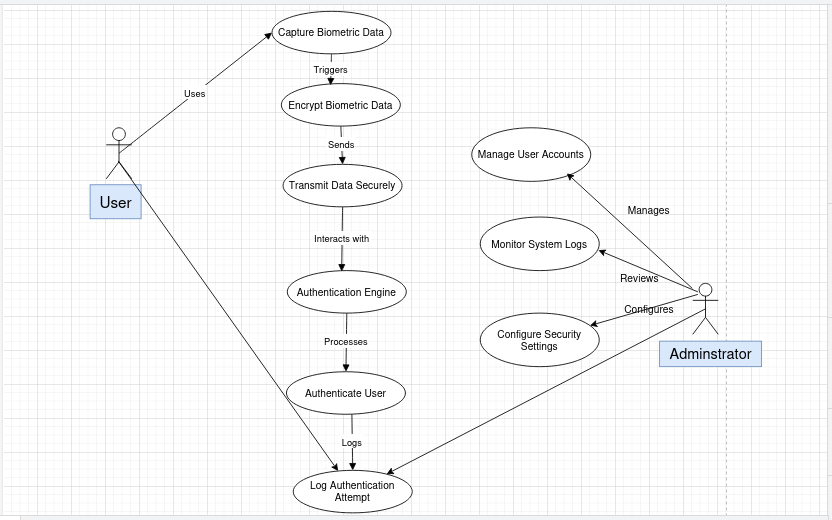 Capture Biometric Data
Triggers
Uses
Encrypt Biometric Data
Sends
Manage User Accounts
Transmit Data Securely
User
Manages
Interacts with
Monitor System Logs
Reviews
Authentication Engine
Configures
Processes
Configure Security
Settings
Adminstrator
Authenticate User
Logs
Log Authentication
Attempt